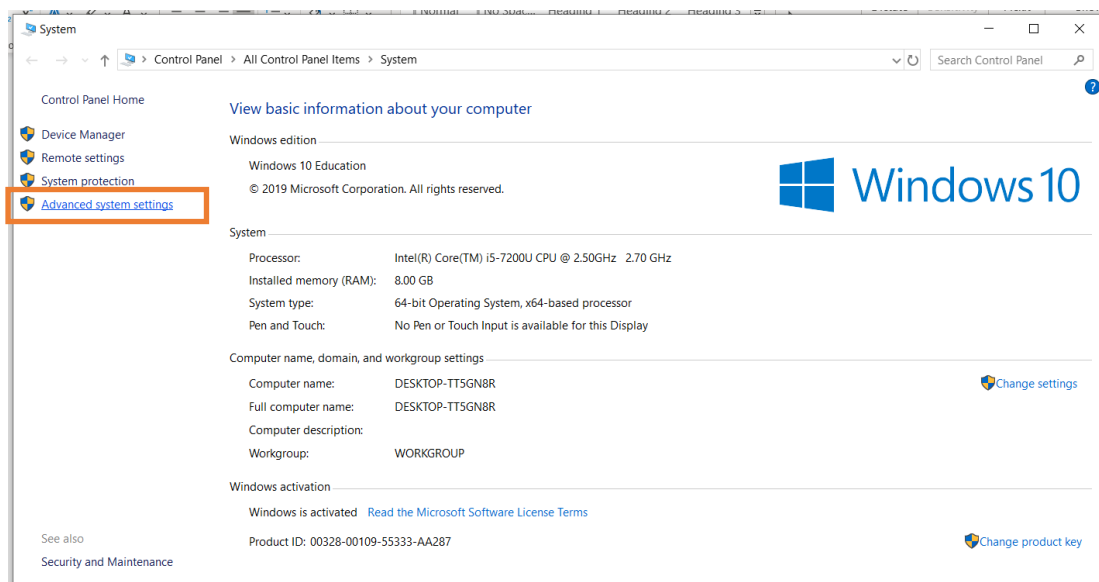 System
Control Panel > All Control Panel Items > System
Search Control Panel
?
Control Panel Home
Device Manager
Remote settings
System protection
Advanced system settings
See also
Security and Maintenance
View basic information about your computer
Windows edition
Windows 10 Education
© 2019 Microsoft Corporation. All rights reserved.
Windows 10
System
Processor: Intel(R) Core(TM) i5-7200U CPU @ 2.50GHz 2.70 GHz
Installed memory (RAM): 8.00 GB
System type: 64-bit Operating System, x64-based processor
Pen and Touch: No Pen or Touch Input is available for this Display
Computer name, domain, and workgroup settings
Computer name: DESKTOP-TT5GN8R
Change settings
Full computer name: DESKTOP-TT5GN8R
Computer description:
Workgroup: WORKGROUP
Windows activation
Windows is activated Read the Microsoft Software License Terms
Product ID: 00328-00109-55333-AA287
Change product key